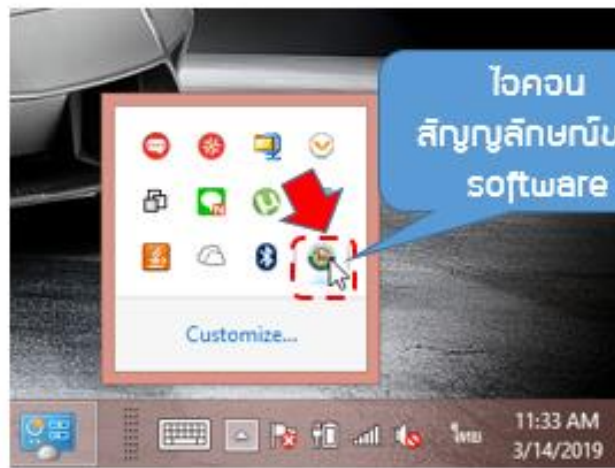 ไอคอน
สัญญลักษณ์
software
Customize...
ไทย
11:33 AM
3/14/2019